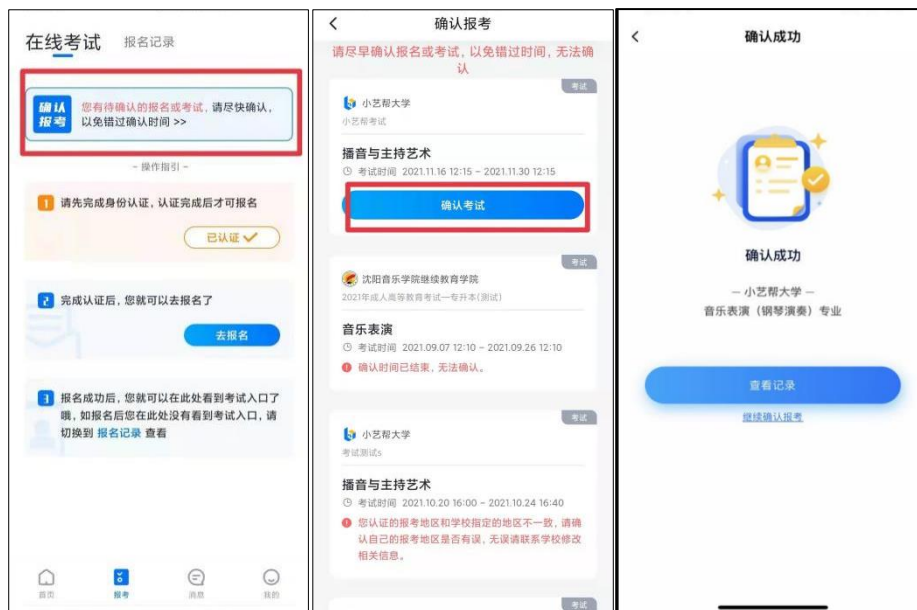 在线考试 报名记录
确认
报考
您有待确认的报名或考试，请尽快确认，
以免错过确认时间 >>
- 操作指引 -
1 请先完成身份认证，认证完成后才可报名
已认证
2 完成认证后，您就可以去报名了
去报名
3 报名成功后，您就可以在此处看到考试入口了
哦，如报名后您在此处没有看到考试入口，请
切换到 报名记录 查看
首页 报考 消息 我的
确认报考
请尽早确认报名或考试，以免错过时间，无法确
认
考试
小艺帮大学
小艺帮考试
播音与主持艺术
考试时间 2021.11.16 12:15 ~ 2021.11.30 12:15
确认考试
考试
沈阳音乐学院继续教育学院
2021年成人高等教育考试—专升本(测试)
音乐表演
考试时间 2021.09.07 12:10 ~ 2021.09.26 12:10
确认时间已结束，无法确认。
考试
小艺帮大学
考试测试s
播音与主持艺术
考试时间 2021.10.20 16:00 ~ 2021.10.24 16:40
您认证的报考地区和学校指定的地区不一致，请确
认自己的报考地区是否有误，无误请联系学校修改
相关信息。
考试
确认成功
确认成功
— 小艺帮大学 —
音乐表演（钢琴演奏）专业
查看记录
继续确认报考